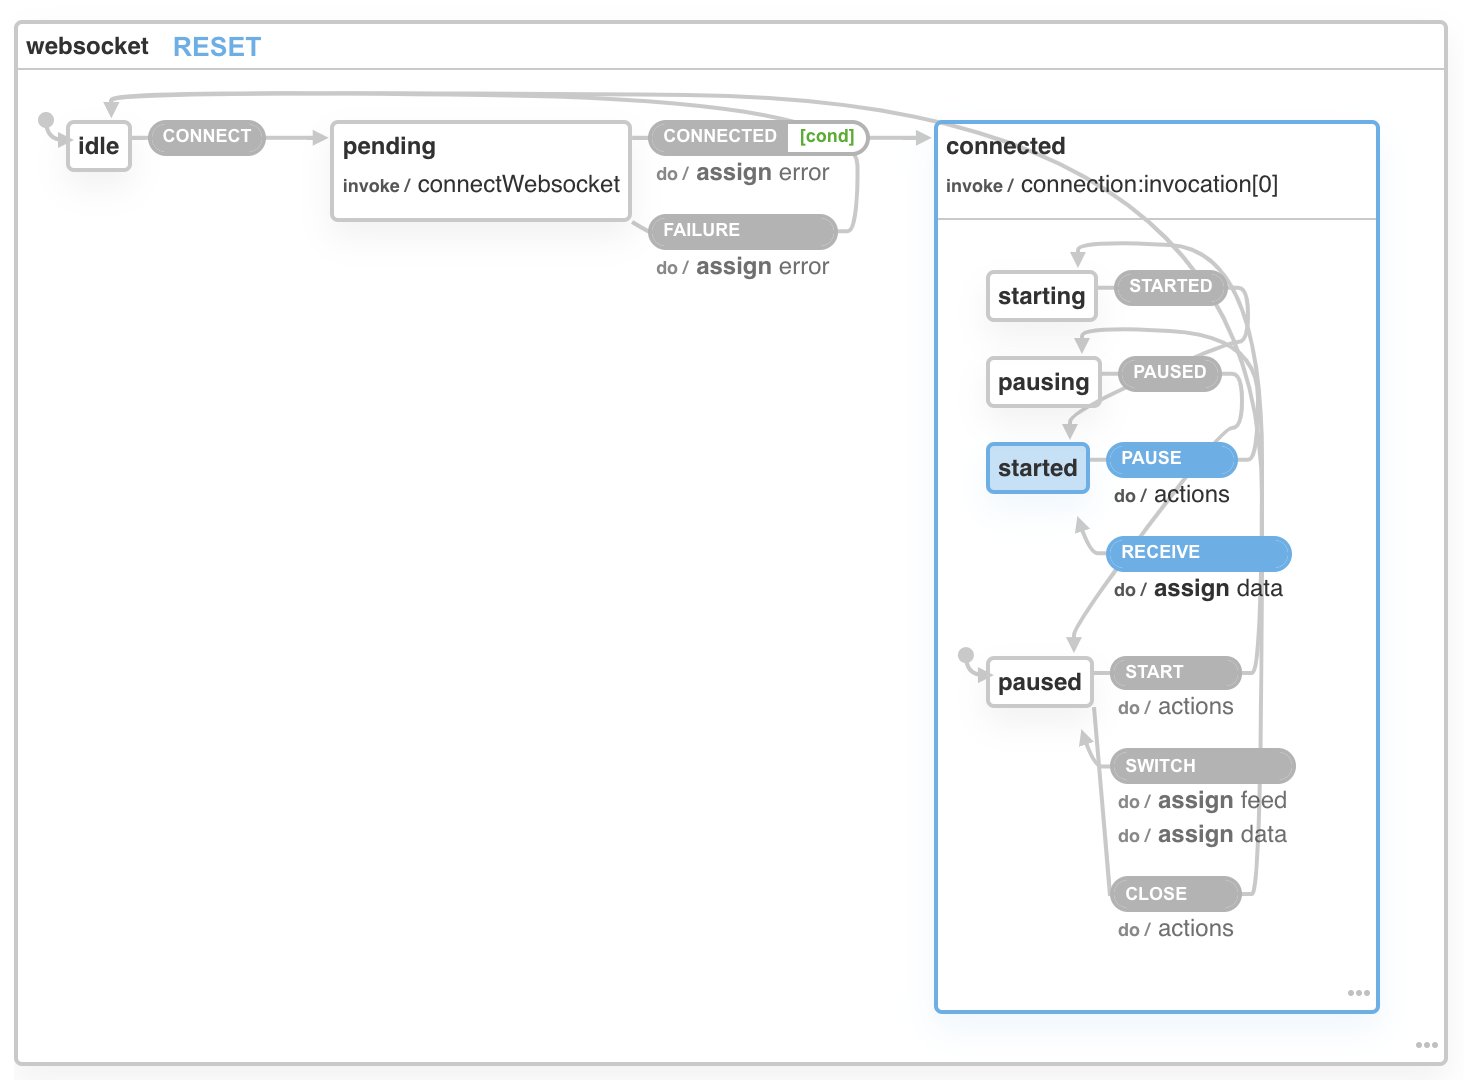 websocket RESET
idle
CONNECT
pending
invoke / connectWebsocket
CONNECTED [cond]
do / assign error
FAILURE
do / assign error
connected
invoke / connection:invocation[0]
starting
STARTED
pausing
PAUSED
started
PAUSE
do / actions
RECEIVE
do / assign data
paused
START
do / actions
SWITCH
do / assign feed
do / assign data
CLOSE
do / actions